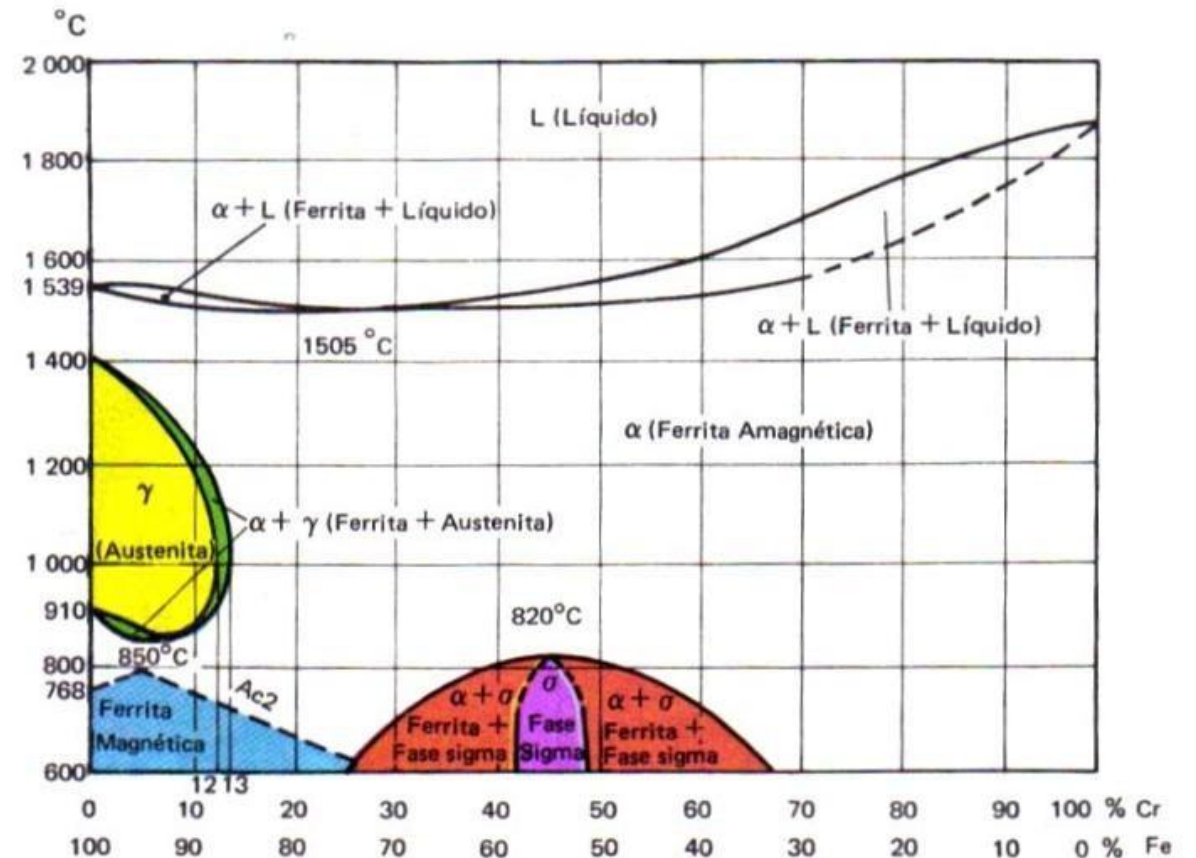 °C
2 000
L (Líquido)
1 800
α + L (Ferrita + Líquido)
1 600
1 539
α + L (Ferrita + Líquido)
1505 °C
1 400
α (Ferrita Amagnética)
1 200
γ
α + γ (Ferrita + Austenita)
(Austenita)
1 000
910
820°C
850°C
800
768
Ac2
σ
α + σ
α + σ
Ferrita
Magnética
Ferrita +
Fase sigma
Fase
Sigma
Ferrita +
Fase sigma
600
12 13
0 10 20 30 40 50 60 70 80 90 100 % Cr
100 90 80 70 60 50 40 30 20 10 0 % Fe